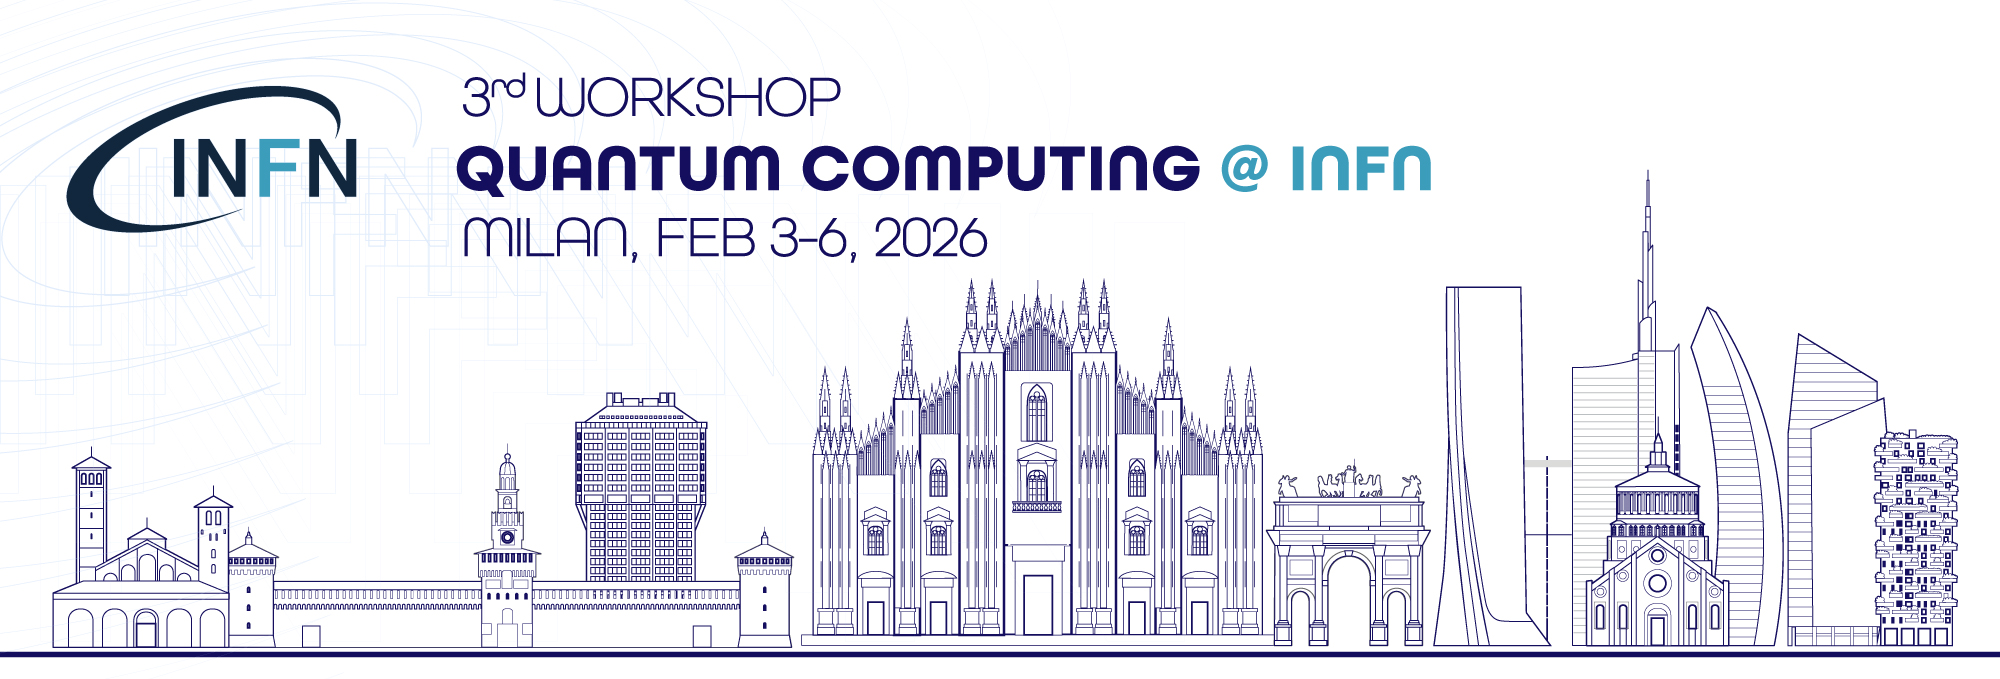 INFN
3rd WORKSHOP
QUANTUM COMPUTING @ INFN
MILAN, FEB 3-6, 2026